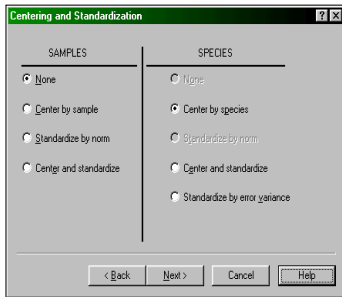 Centering and Standardization
SAMPLES
None
Center by sample
Standardize by norm
Center and standardize
SPECIES
None
Center by species
Standardize by norm
Center and standardize
Standardize by error variance
< Back
Next >
Cancel
Help